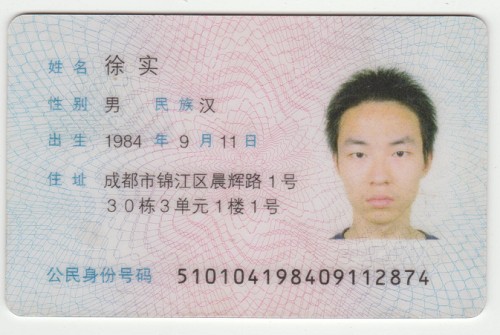 姓名 徐实
性别 男 民族 汉
出生 1984 年 9 月 11 日
住址 成都市锦江区晨辉路1号
30栋3单元1楼1号
公民身份号码 510104198409112874